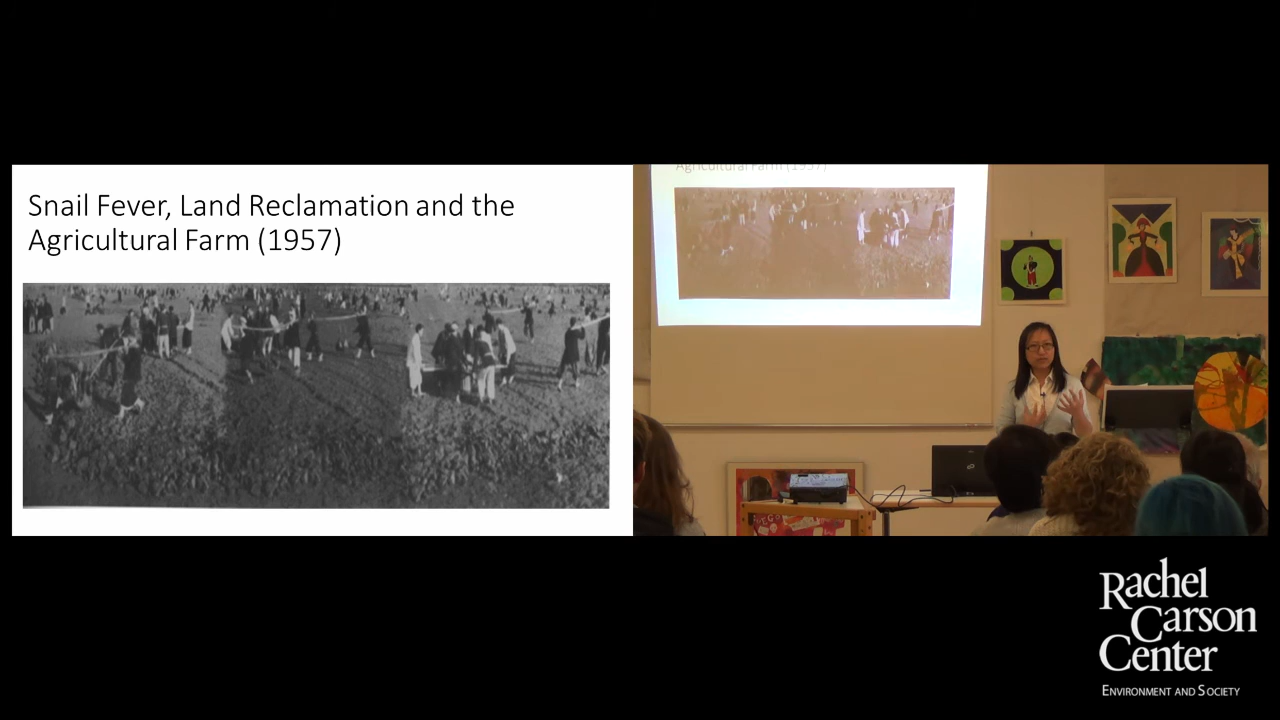 Snail Fever, Land Reclamation and the
Agricultural Farm (1957)
Agricultural Farm (1957)
Rachel
Carson
Center
ENVIRONMENT AND SOCIETY